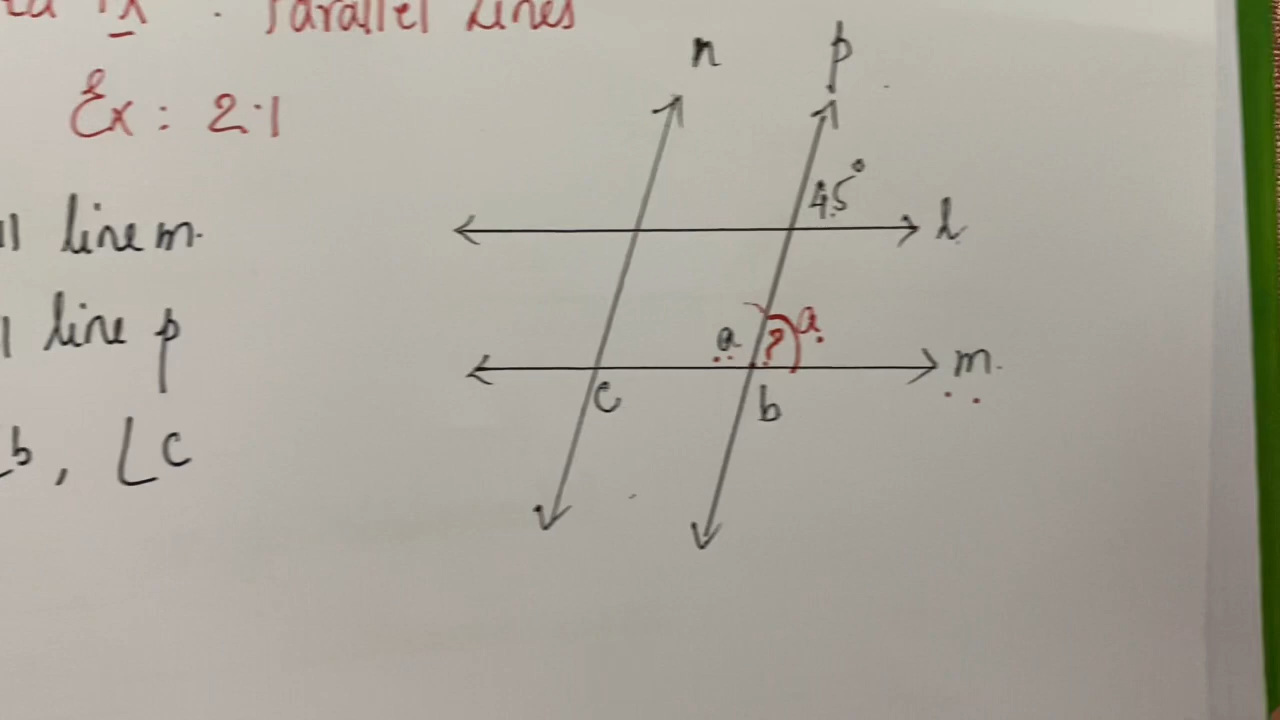 Parallel Lines
Ex: 2.1
|| line m.
line p
b, ∠c
n
p
45°
l
a
?
a
m.
c
b